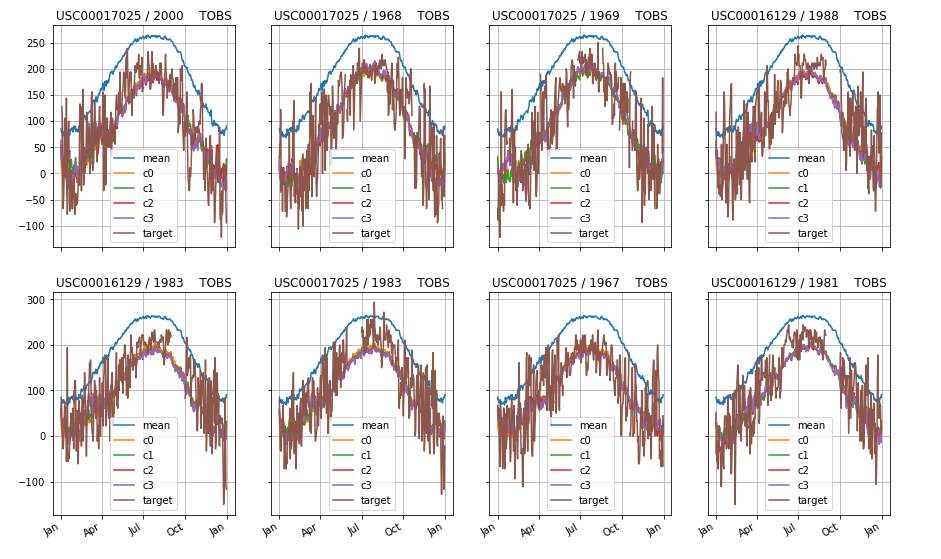 USC00017025 / 2000 TOBS
USC00017025 / 1968 TOBS
USC00017025 / 1969 TOBS
USC00016129 / 1988 TOBS
250
200
150
100
50
0
−50
−100
mean
c0
c1
c2
c3
target
mean
c0
c1
c2
c3
target
mean
c0
c1
c2
c3
target
mean
c0
c1
c2
c3
target
USC00016129 / 1983 TOBS
USC00017025 / 1983 TOBS
USC00017025 / 1967 TOBS
USC00016129 / 1981 TOBS
300
200
100
0
−100
mean
c0
c1
c2
c3
target
mean
c0
c1
c2
c3
target
mean
c0
c1
c2
c3
target
mean
c0
c1
c2
c3
target
Jan Apr Jul Oct Jan
Jan Apr Jul Oct Jan
Jan Apr Jul Oct Jan
Jan Apr Jul Oct Jan